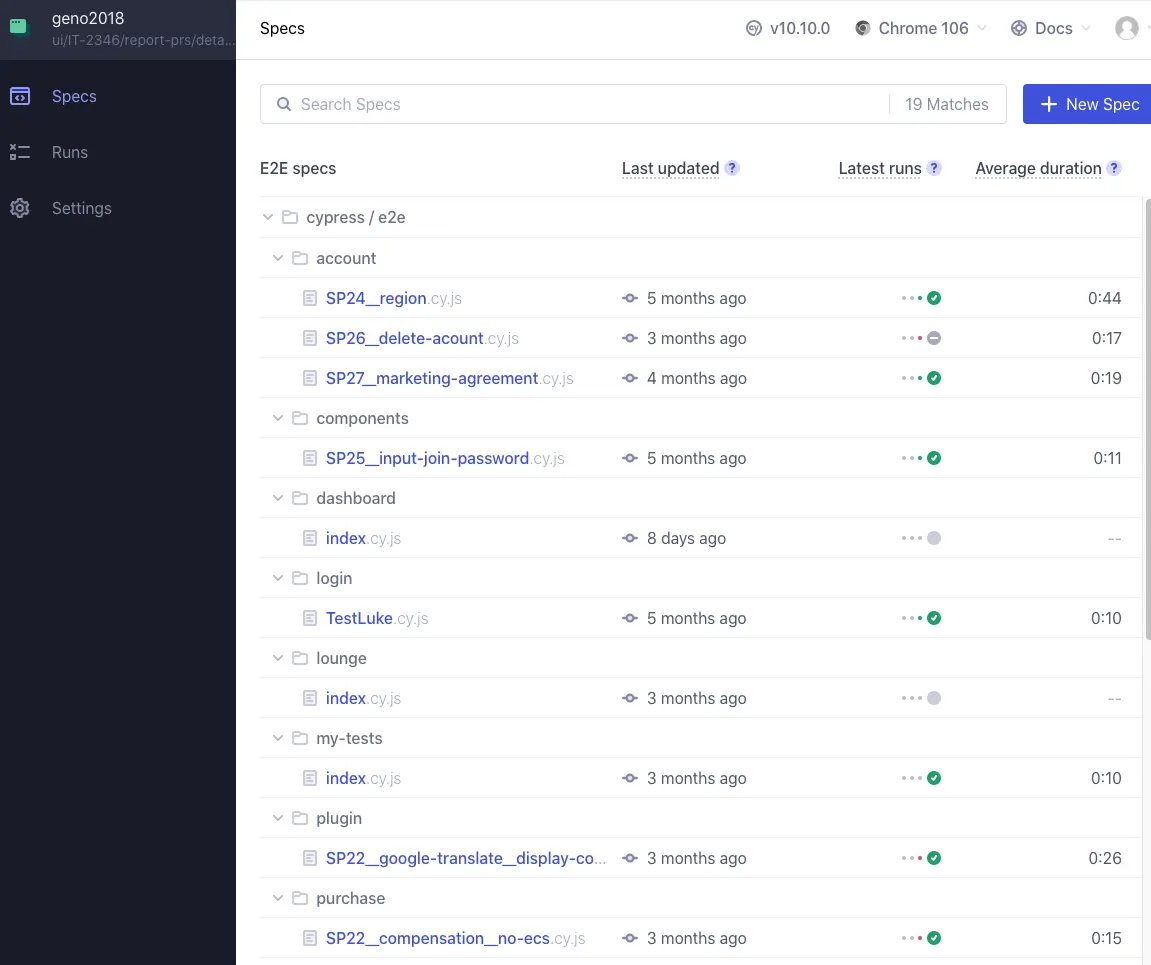 geno2018
ui/IT-2346/report-prs/deta...
Specs
Runs
Settings
Specs
v10.10.0
Chrome 106
Docs
Search Specs
19 Matches
+ New Spec
E2E specs Last updated ? Latest runs ? Average duration ?
cypress / e2e
account
SP24__region.cy.js 5 months ago 0:44
SP26__delete-acount.cy.js 3 months ago 0:17
SP27__marketing-agreement.cy.js 4 months ago 0:19
components
SP25__input-join-password.cy.js 5 months ago 0:11
dashboard
index.cy.js 8 days ago --
login
TestLuke.cy.js 5 months ago 0:10
lounge
index.cy.js 3 months ago --
my-tests
index.cy.js 3 months ago 0:10
plugin
SP22__google-translate__display-co... 3 months ago 0:26
purchase
SP22__compensation__no-ecs.cy.js 3 months ago 0:15